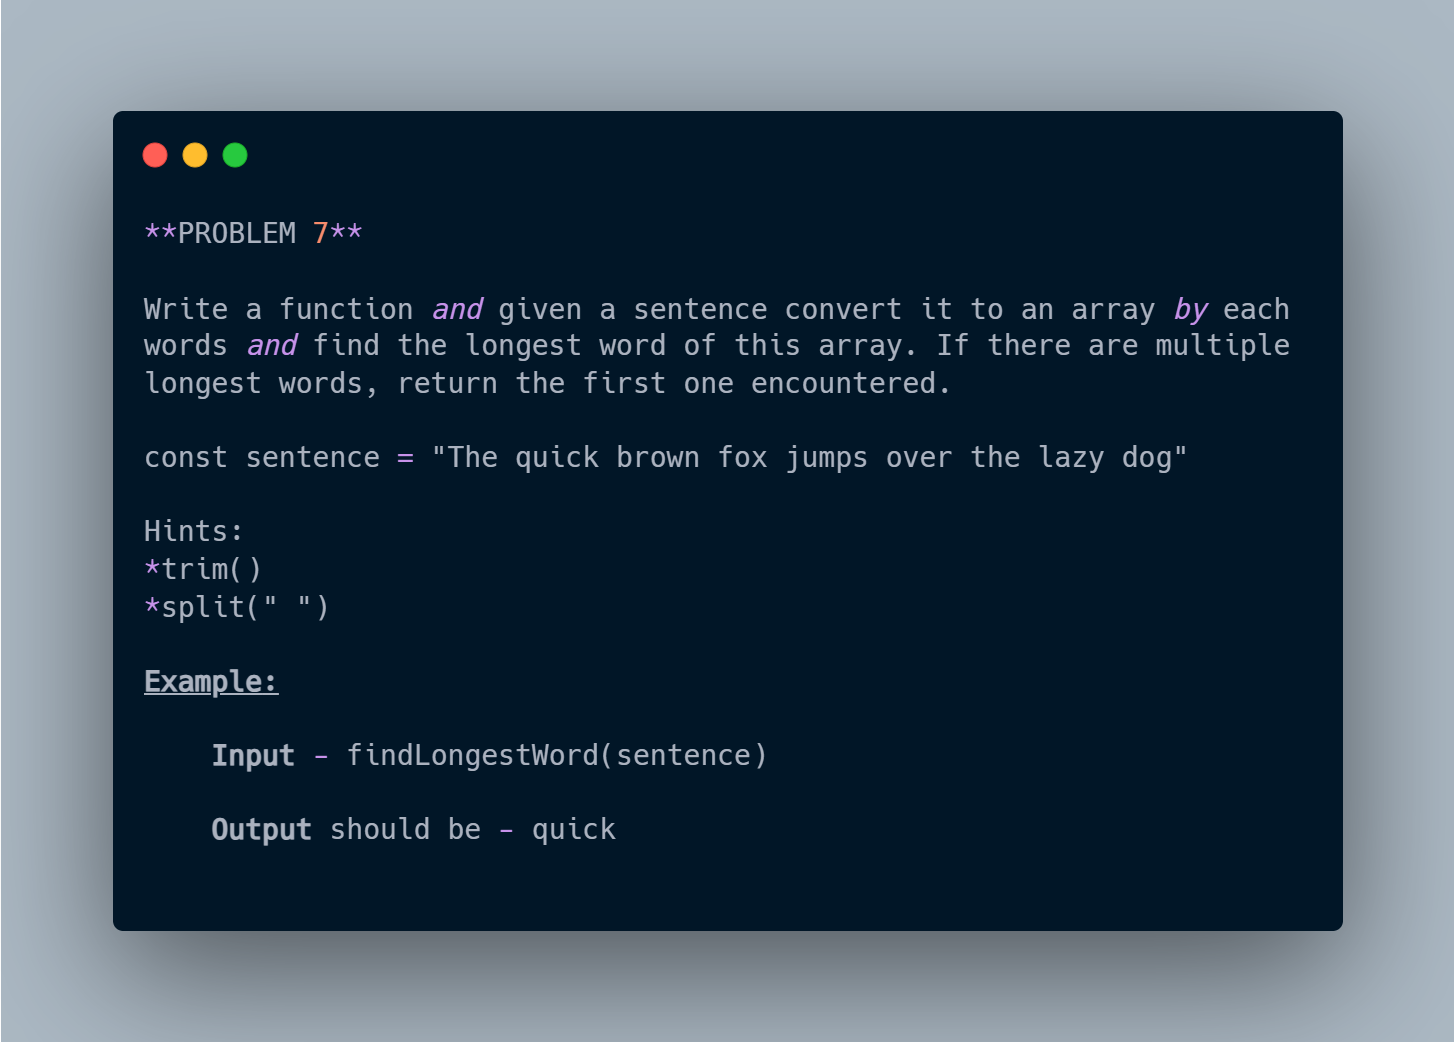 **PROBLEM 7**
Write a function and given a sentence convert it to an array by each
words and find the longest word of this array. If there are multiple
longest words, return the first one encountered.
const sentence = "The quick brown fox jumps over the lazy dog"
Hints:
*trim()
*split(" ")
Example:
Input - findLongestWord(sentence)
Output should be - quick